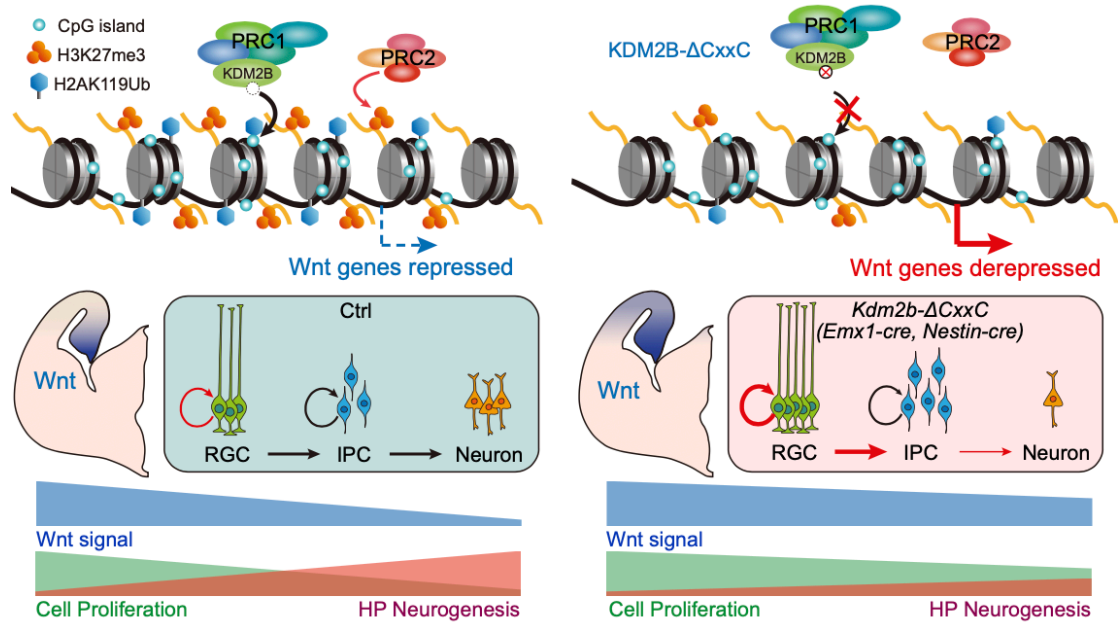 CpG island
H3K27me3
H2AK119Ub
PRC1
KDM2B
PRC2
Wnt genes repressed
KDM2B-ΔCxxC
PRC1
KDM2B
PRC2
Wnt genes derepressed
Wnt
Ctrl
RGC
IPC
Neuron
Wnt signal
Cell Proliferation
HP Neurogenesis
Wnt
Kdm2b-ΔCxxC
(Emx1-cre, Nestin-cre)
RGC
IPC
Neuron
Wnt signal
Cell Proliferation
HP Neurogenesis